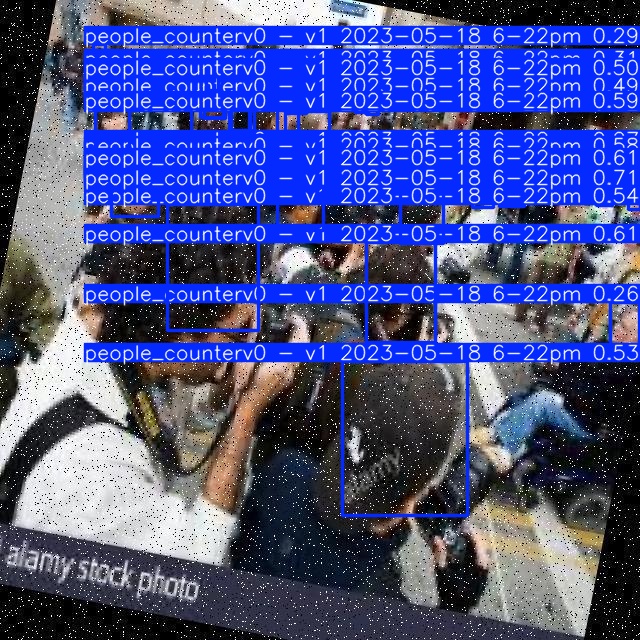 people_counterv0 - v1 2023-05-18 6-22pm 0.29
people_counterv0 - v1 2023-05-18 6-22pm 0.50
people_counterv0 - v1 2023-05-18 6-22pm 0.49
people_counterv0 - v1 2023-05-18 6-22pm 0.59
people_counterv0 - v1 2023-05-18 6-22pm 0.58
people_counterv0 - v1 2023-05-18 6-22pm 0.61
people_counterv0 - v1 2023-05-18 6-22pm 0.71
people_counterv0 - v1 2023-05-18 6-22pm 0.54
people_counterv0 - v1 2023-05-18 6-22pm 0.61
people_counterv0 - v1 2023-05-18 6-22pm 0.26
people_counterv0 - v1 2023-05-18 6-22pm 0.53
alamy
alamy stock photo